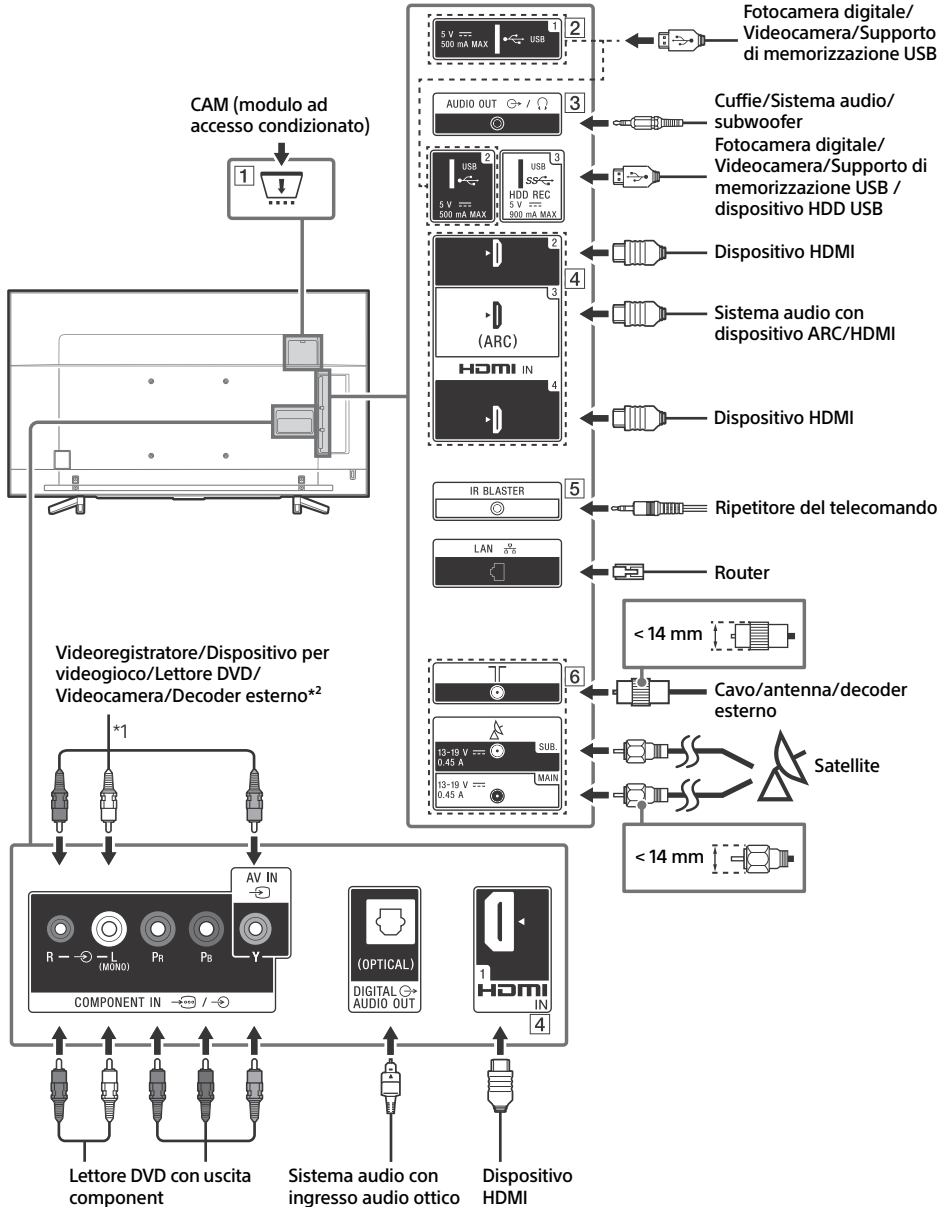 Fotocamera digitale/
Videocamera/Supporto
di memorizzazione USB
5 V
500 mA MAX
USB
1
2
AUDIO OUT /
3
Cuffie/Sistema audio/
subwoofer
CAM (modulo ad
accesso condizionato)
1
2
USB
5 V
500 mA MAX
3
USB
SS
HDD REC
5 V
900 mA MAX
Fotocamera digitale/
Videocamera/Supporto di
memorizzazione USB /
dispositivo HDD USB
2
4
Dispositivo HDMI
3
(ARC)
HDMI IN
Sistema audio con
dispositivo ARC/HDMI
4
Dispositivo HDMI
IR BLASTER
5
Ripetitore del telecomando
LAN
Router
< 14 mm
6
Cavo/antenna/decoder
esterno
13-19 V
0.45 A
SUB.
13-19 V
0.45 A
MAIN
Satellite
< 14 mm
Videoregistratore/Dispositivo per
videogioco/Lettore DVD/
Videocamera/Decoder esterno*2
*1
AV IN
R L
(MONO)
PR
PB
Y
COMPONENT IN /
(OPTICAL)
DIGITAL
AUDIO OUT
1
HDMI
IN
4
Lettore DVD con uscita
component
Sistema audio con
ingresso audio ottico
Dispositivo
HDMI